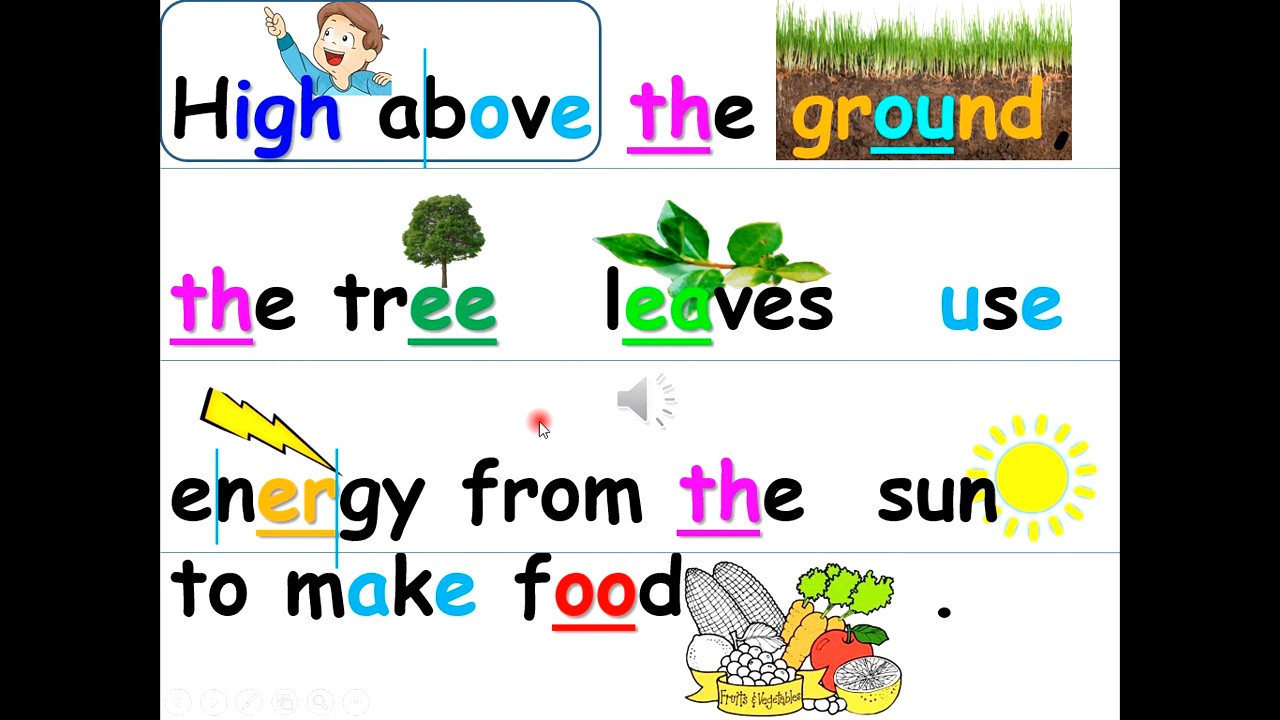 High above the ground,
the tree leaves use
energy from the sun
to make food .
Fruits & Vegetables